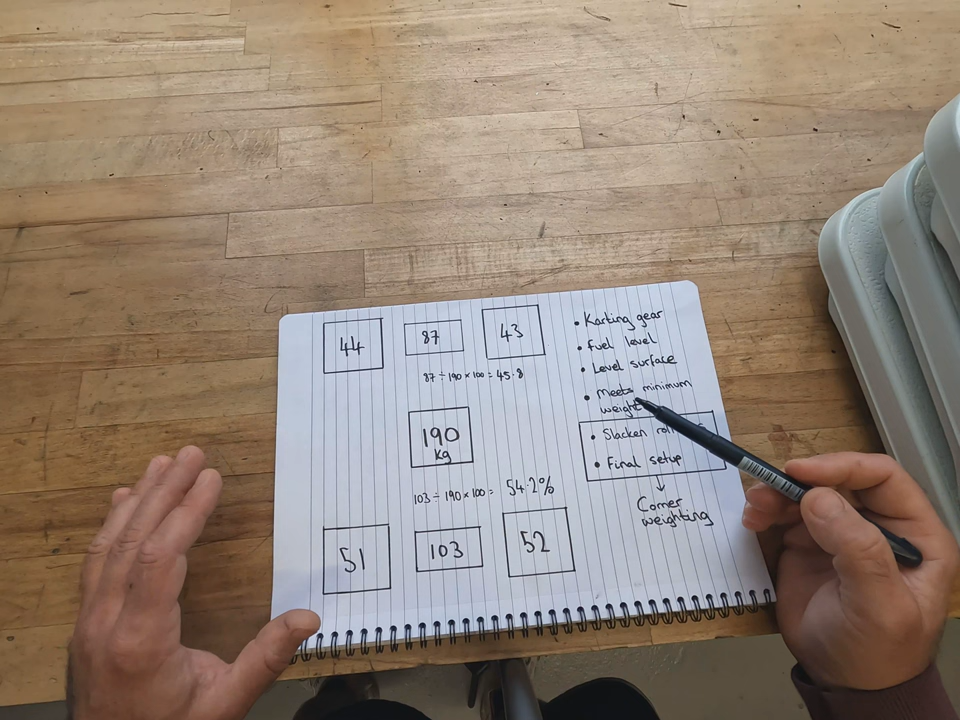 44 87 43
87 ÷ 190 × 100 = 45.8
190
kg
103 ÷ 190 × 100 = 54.2%
51 103 52
• Karting gear
• Fuel level
• Level surface
• Meets minimum
weight
• Slacken
• Final setup
↓
Corner
weighting